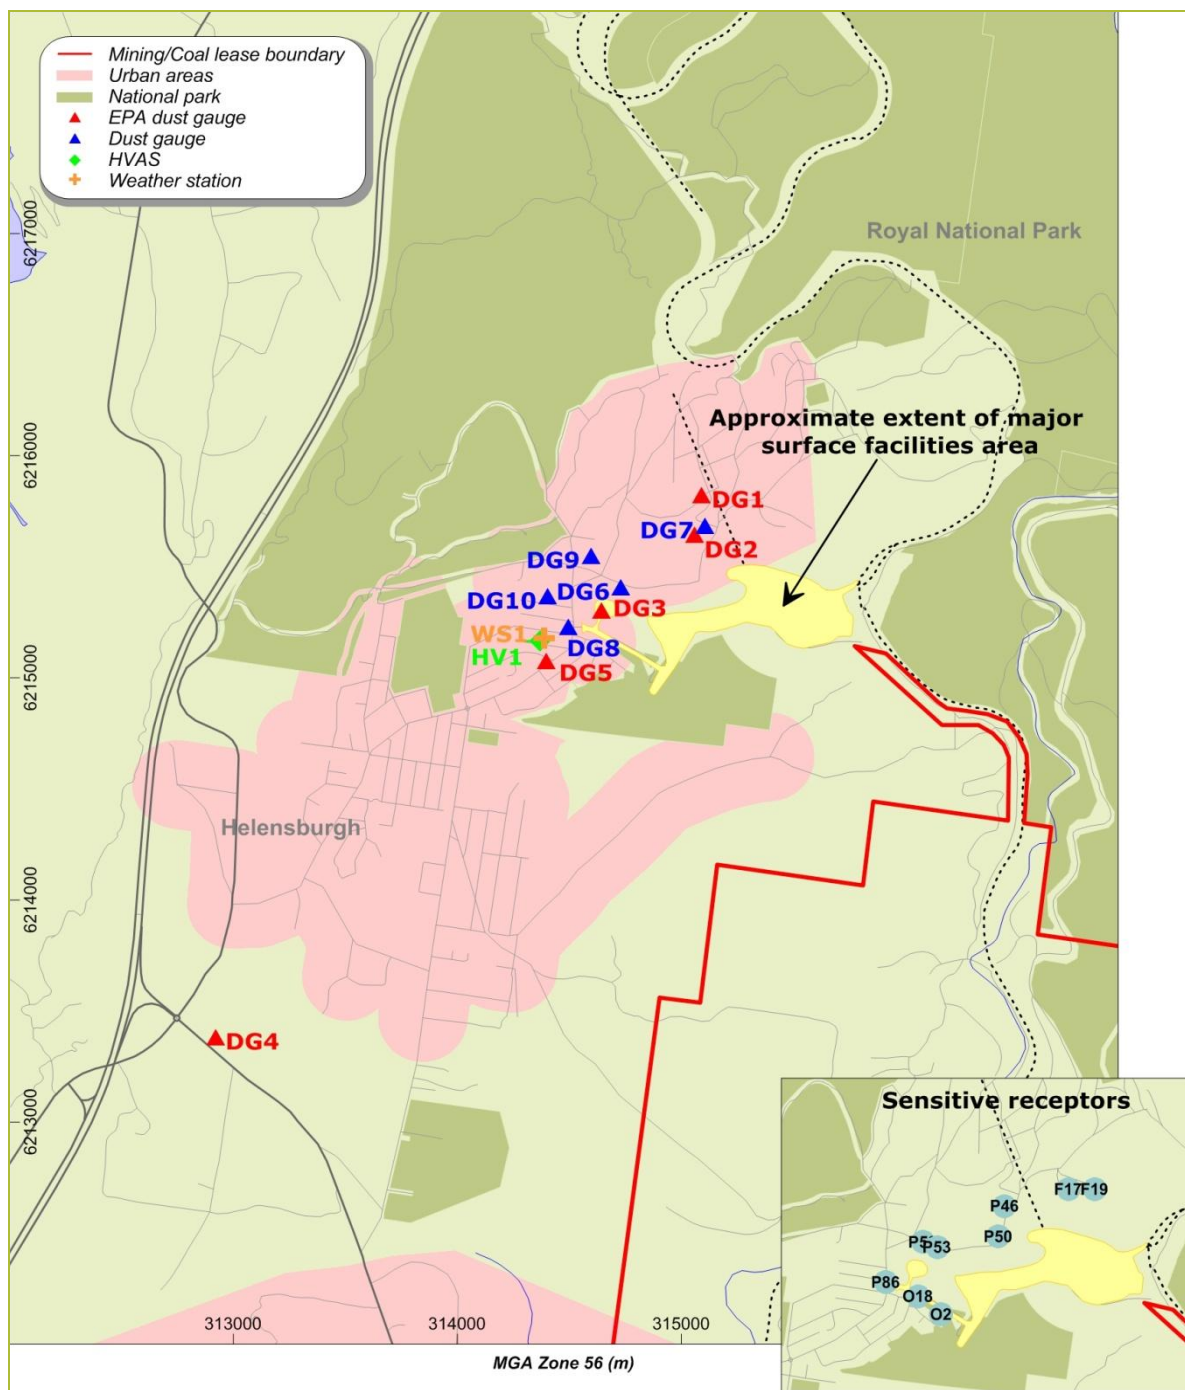 Mining/Coal lease boundary
Urban areas
National park
EPA dust gauge
Dust gauge
HVAS
Weather station
6217000
Royal National Park
Approximate extent of major
surface facilities area
6216000
DG1
DG7
DG2
DG9
DG6
DG10
DG3
WS1
DG8
HV1
DG5
6215000
Helensburgh
6214000
DG4
6213000
Sensitive receptors
F17
F19
P46
P50
P53
P86
O18
O2
313000
314000
315000
MGA Zone 56 (m)